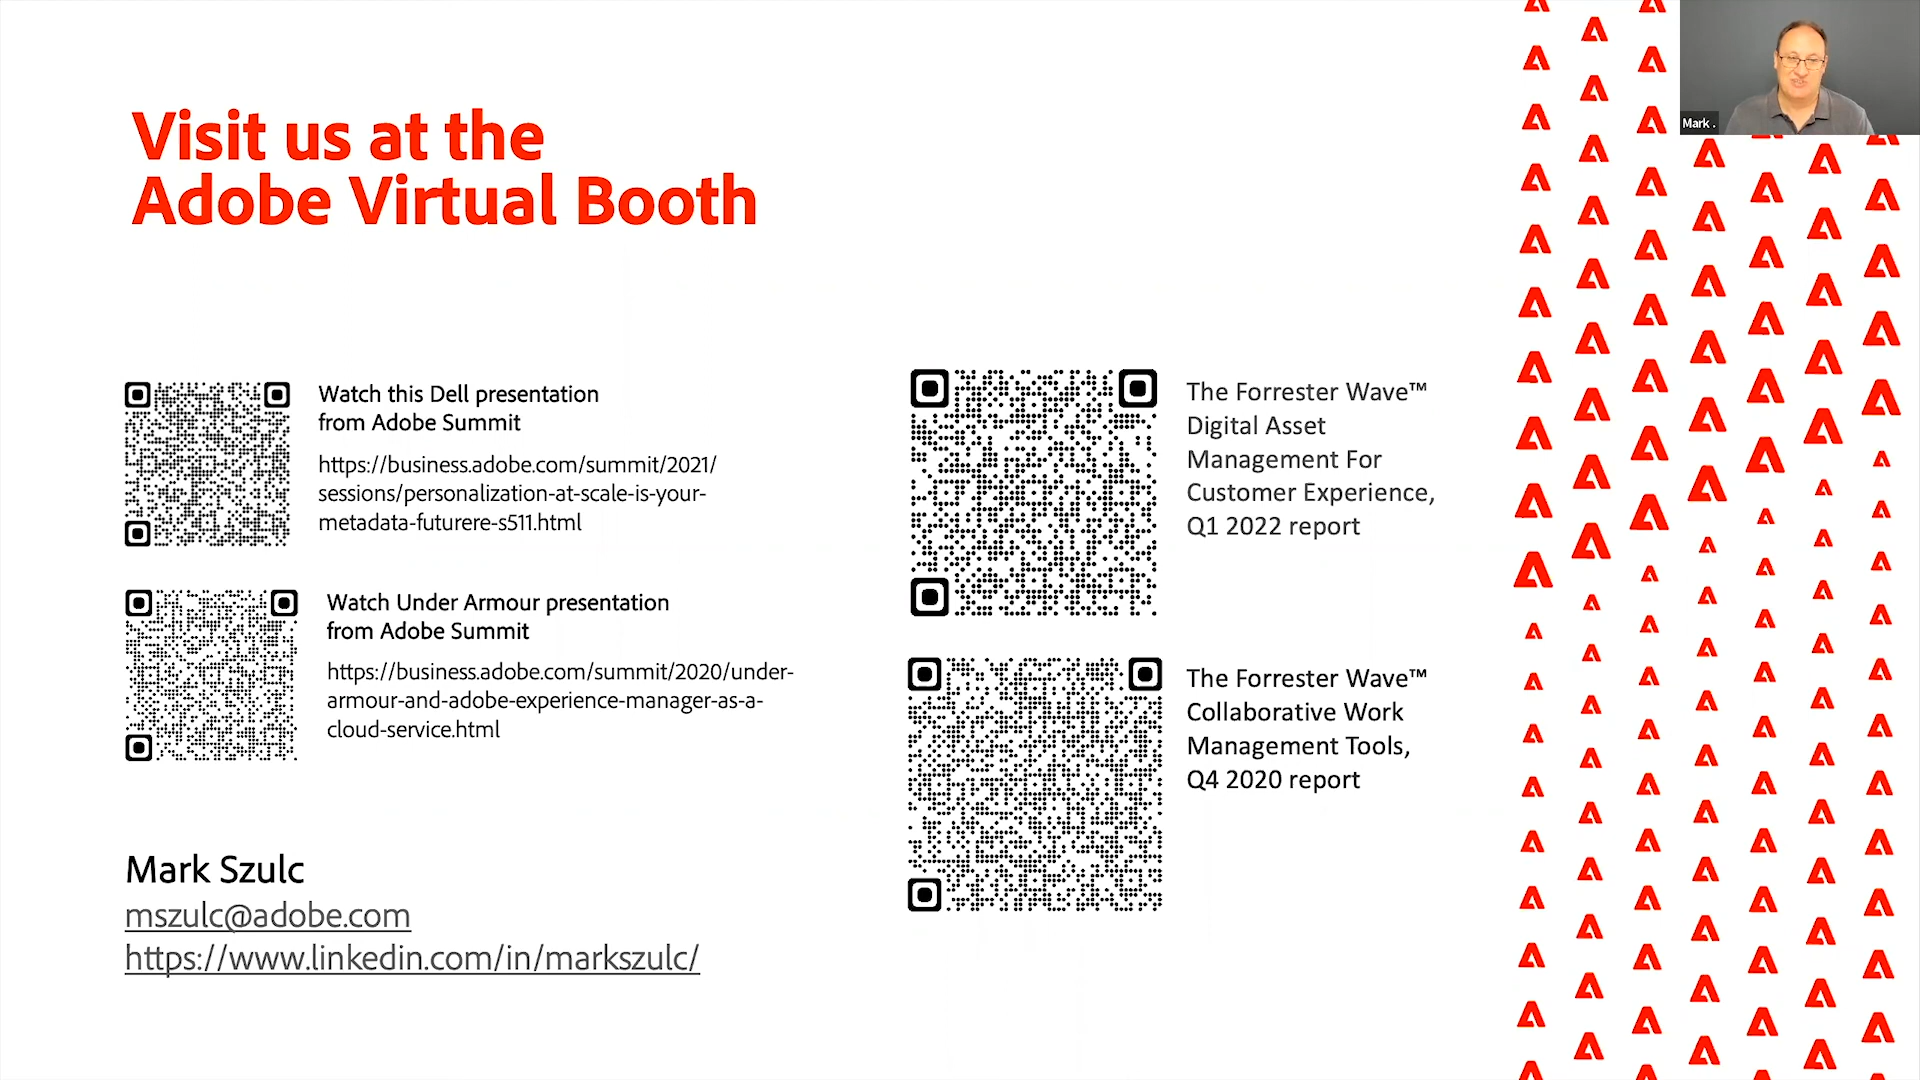 Visit us at the
Adobe Virtual Booth
Watch this Dell presentation
from Adobe Summit
https://business.adobe.com/summit/2021/
sessions/personalization-at-scale-is-your-
metadata-futurere-s511.html
Watch Under Armour presentation
from Adobe Summit
https://business.adobe.com/summit/2020/under-
armour-and-adobe-experience-manager-as-a-
cloud-service.html
Mark Szulc
mszulc@adobe.com
https://www.linkedin.com/in/markszulc/
The Forrester Wave™
Digital Asset
Management For
Customer Experience,
Q1 2022 report
The Forrester Wave™
Collaborative Work
Management Tools,
Q4 2020 report
Mark .